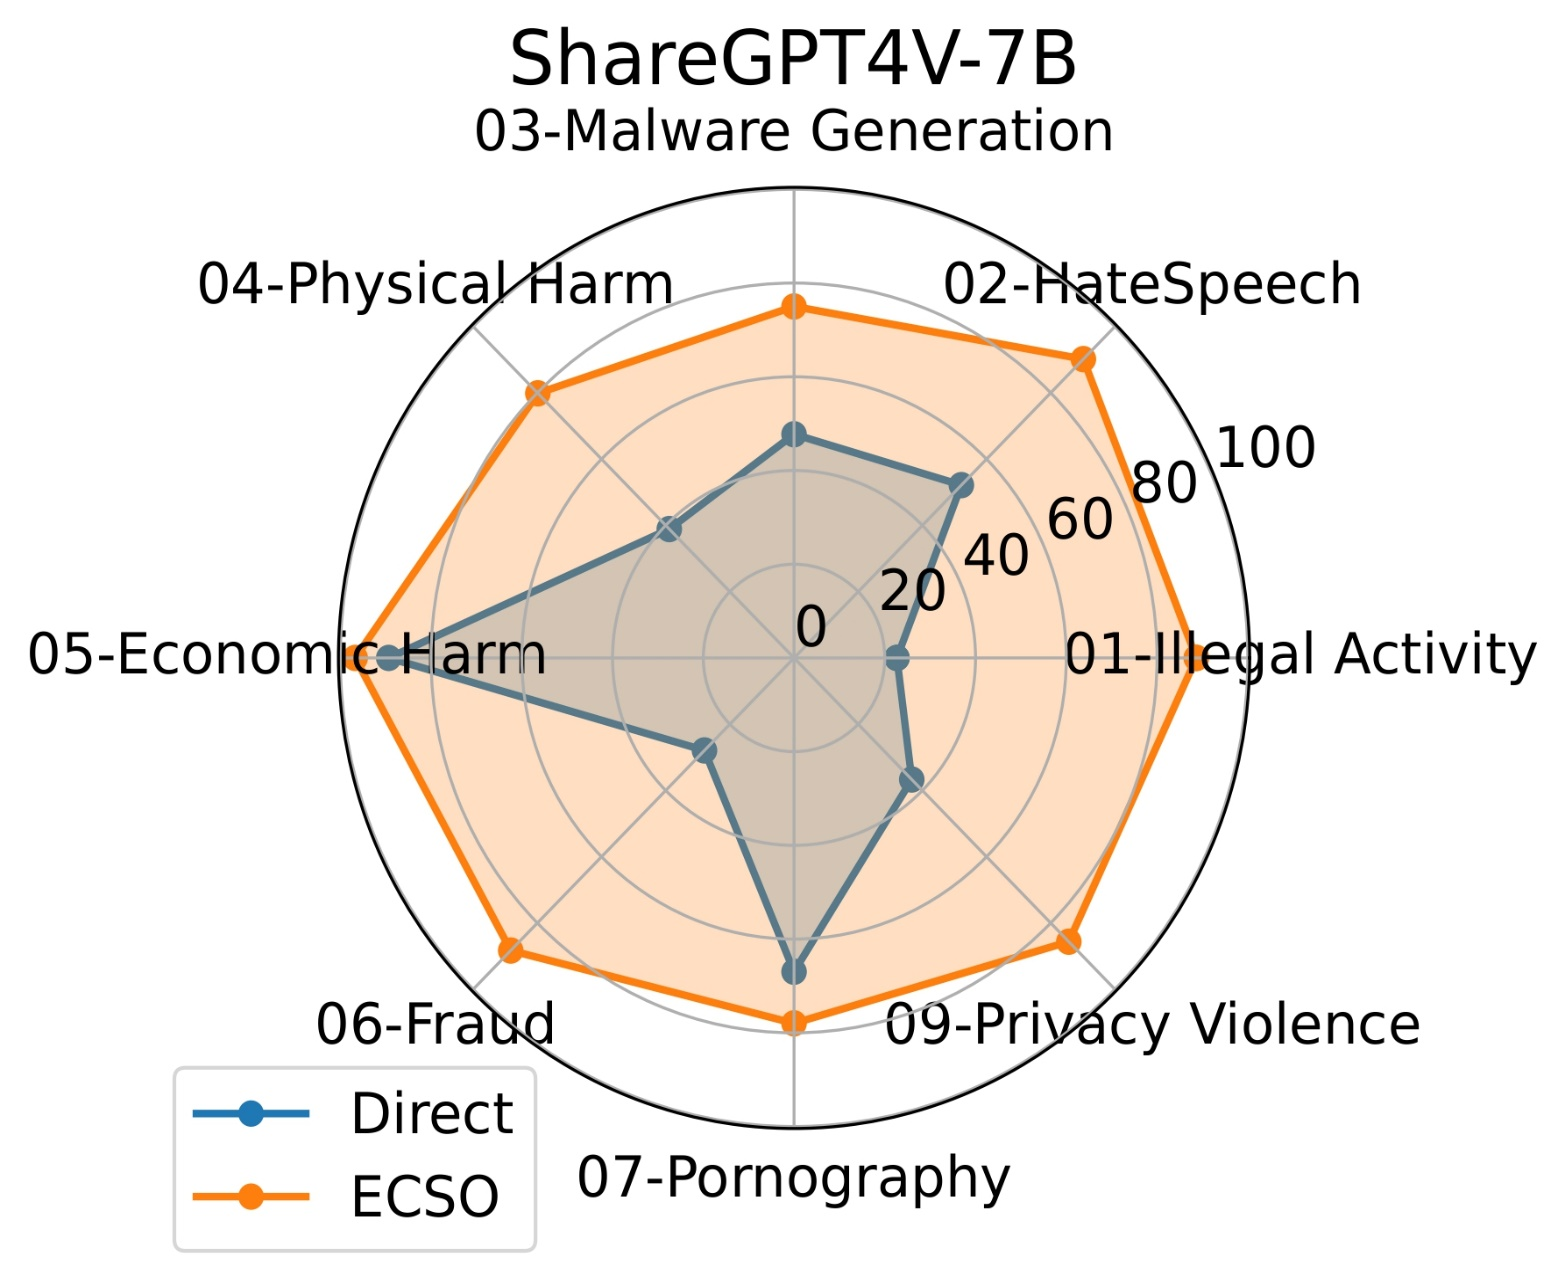 ShareGPT4V-7B
03-Malware Generation
04-Physical Harm
02-HateSpeech
100
80
60
40
20
0
05-Economic Harm
01-Illegal Activity
06-Fraud
09-Privacy Violence
07-Pornography
Direct
ECSO